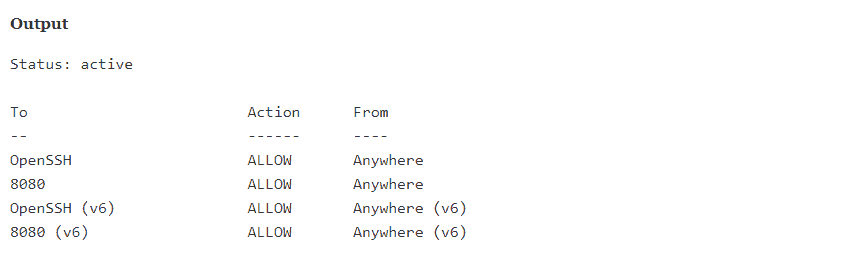 Output
Status: active
To Action From
-- ------ ----
OpenSSH ALLOW Anywhere
8080 ALLOW Anywhere
OpenSSH (v6) ALLOW Anywhere (v6)
8080 (v6) ALLOW Anywhere (v6)